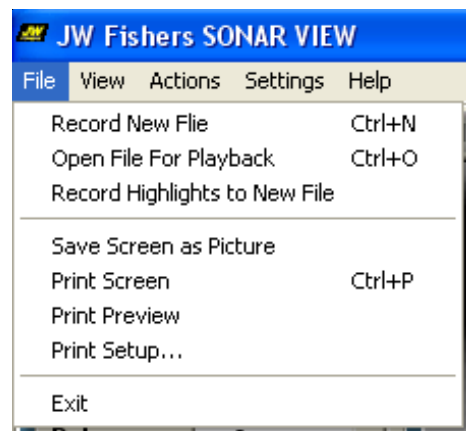 JW JW Fishers SONAR VIEW
File View Actions Settings Help
Record New Flie Ctrl+N
Open File For Playback Ctrl+O
Record Highlights to New File
Save Screen as Picture
Print Screen Ctrl+P
Print Preview
Print Setup...
Exit